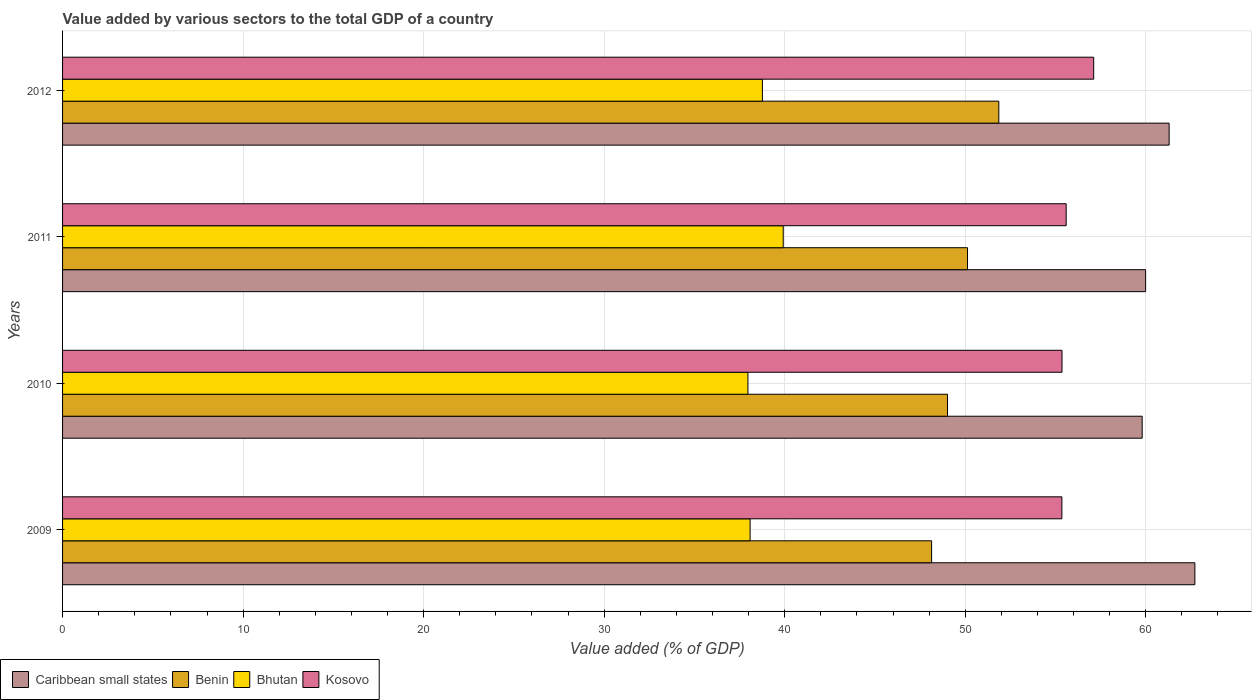 Value added by various sectors to the total GDP of a country
2012
2011
2010
2009
Years
0
10
20
30
40
50
60
Value added (% of GDP)
Caribbean small states
Benin
Bhutan
Kosovo